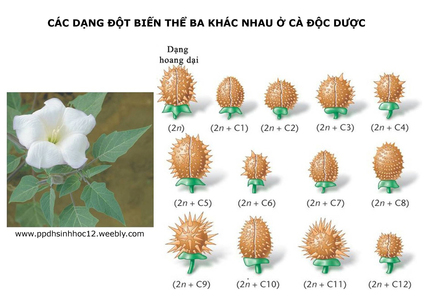 CÁC DẠNG ĐỘT BIẾN THỂ BA KHÁC NHAU Ở CÀ ĐỘC DƯỢC
Dạng
hoang dại
(2n) (2n + C1) (2n + C2) (2n + C3) (2n + C4)
(2n + C5) (2n + C6) (2n + C7) (2n + C8)
www.ppdhsinhhoc12.weebly.com
(2n + C9) (2n + C10) (2n + C11) (2n + C12)